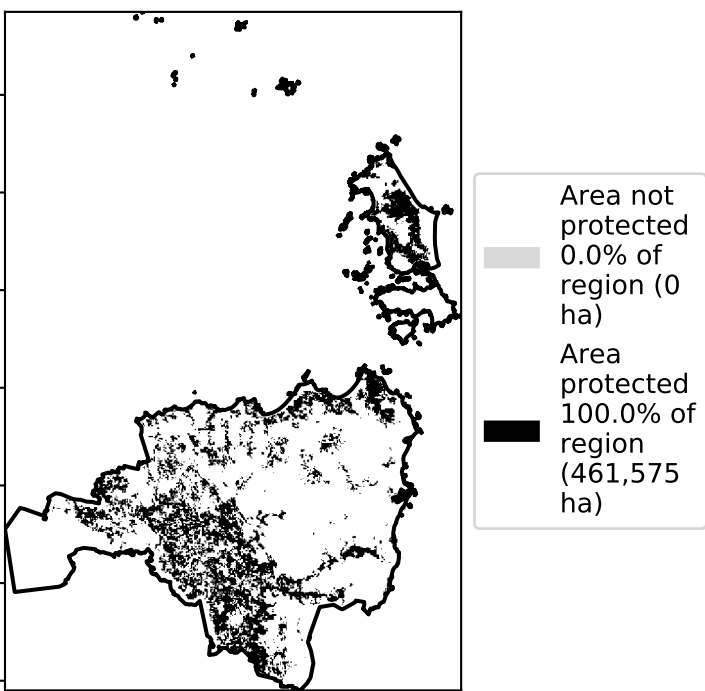 Area not
protected
0.0% of
region (0
ha)
Area
protected
100.0% of
region
(461,575
ha)